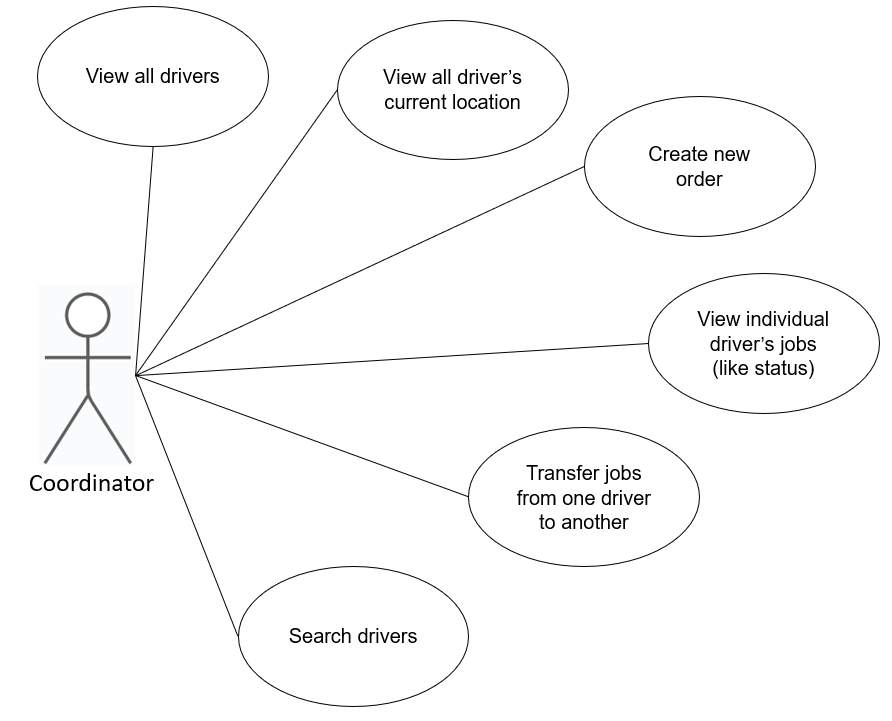 View all drivers
View all driver’s
current location
Create new
order
View individual
driver’s jobs
(like status)
Transfer jobs
from one driver
to another
Coordinator
Search drivers